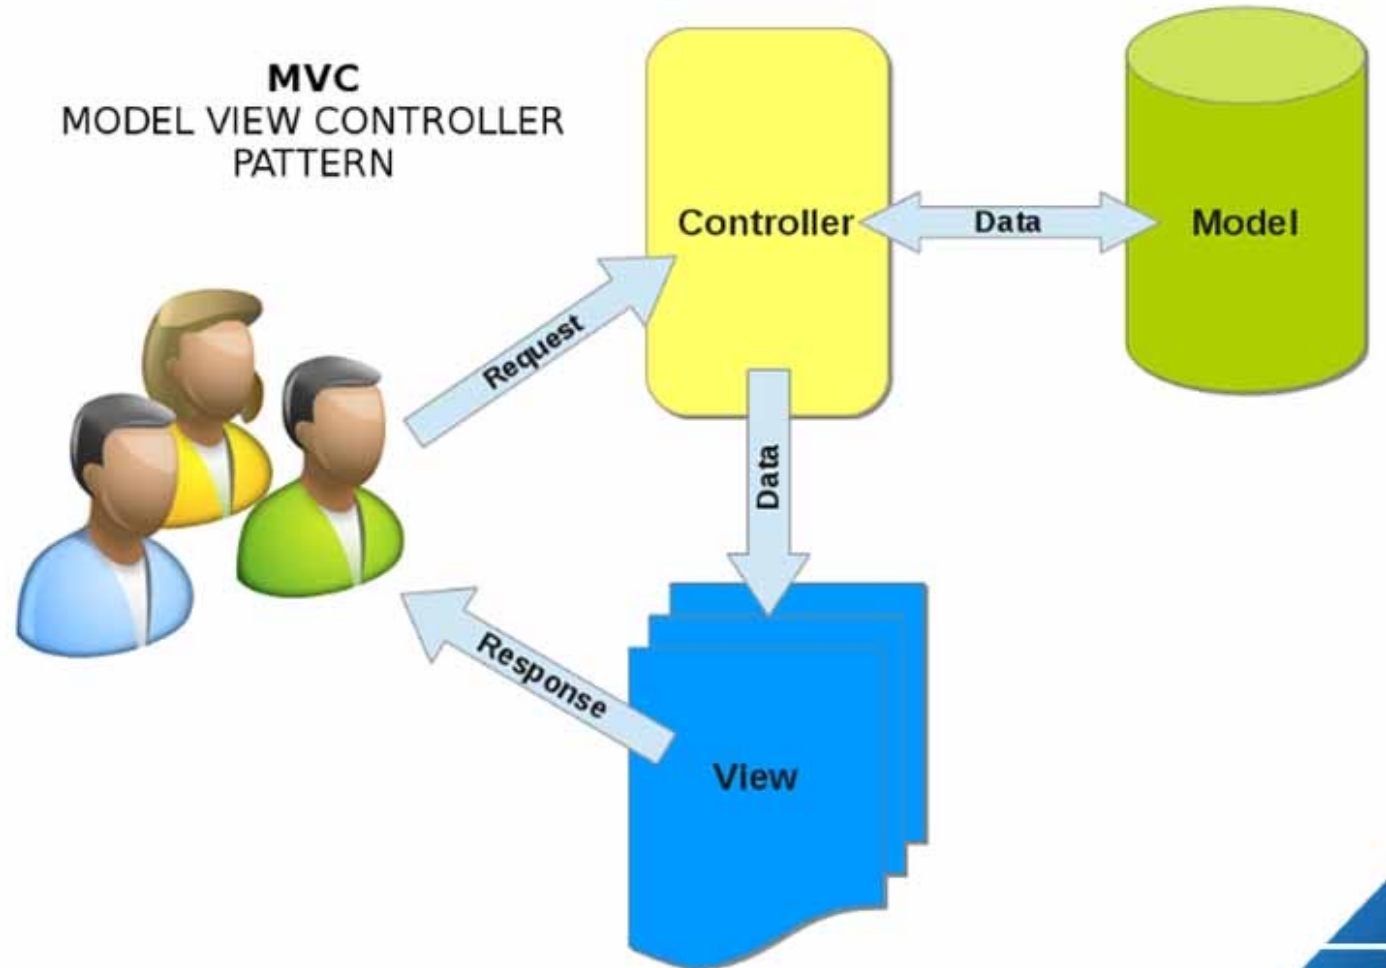 MVC
MODEL VIEW CONTROLLER
PATTERN
Controller
Data
Model
Request
Data
Response
View